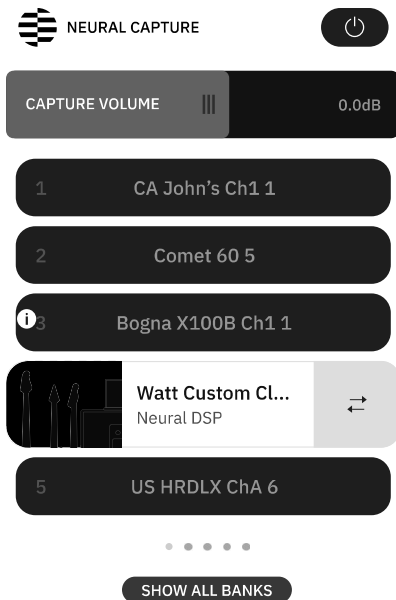 NEURAL CAPTURE
CAPTURE VOLUME 0.0dB
1 CA John's Ch1 1
2 Comet 60 5
i 3 Bogna X100B Ch1 1
Watt Custom Cl...
Neural DSP
5 US HRDLX ChA 6
SHOW ALL BANKS